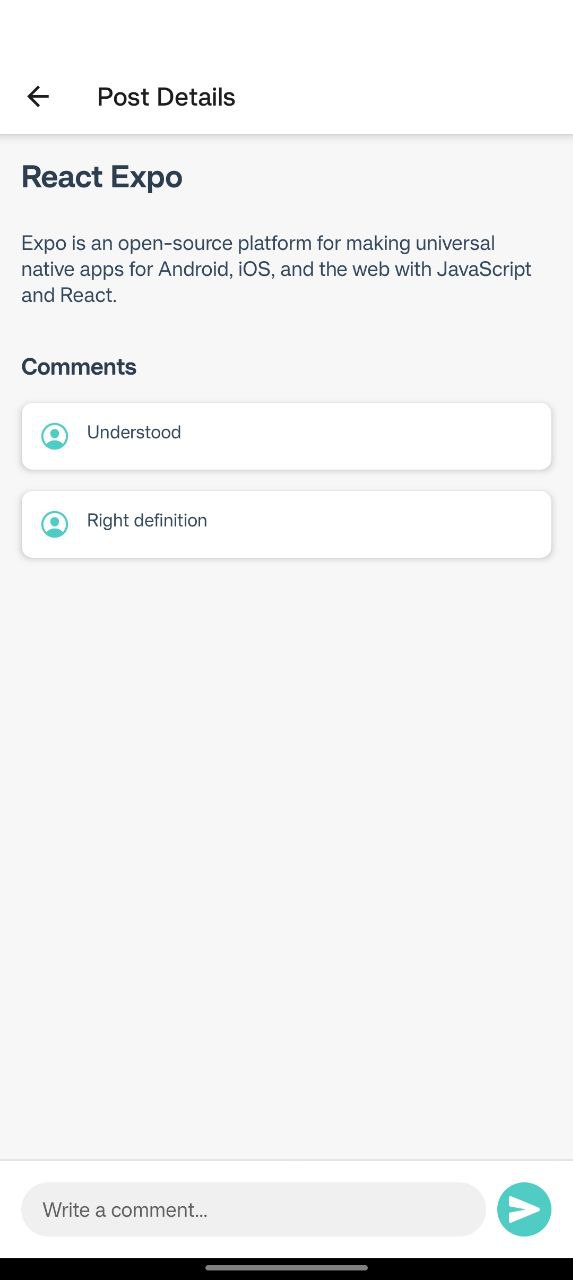 Post Details
React Expo
Expo is an open-source platform for making universal
native apps for Android, iOS, and the web with JavaScript
and React.
Comments
Understood
Right definition
Write a comment...